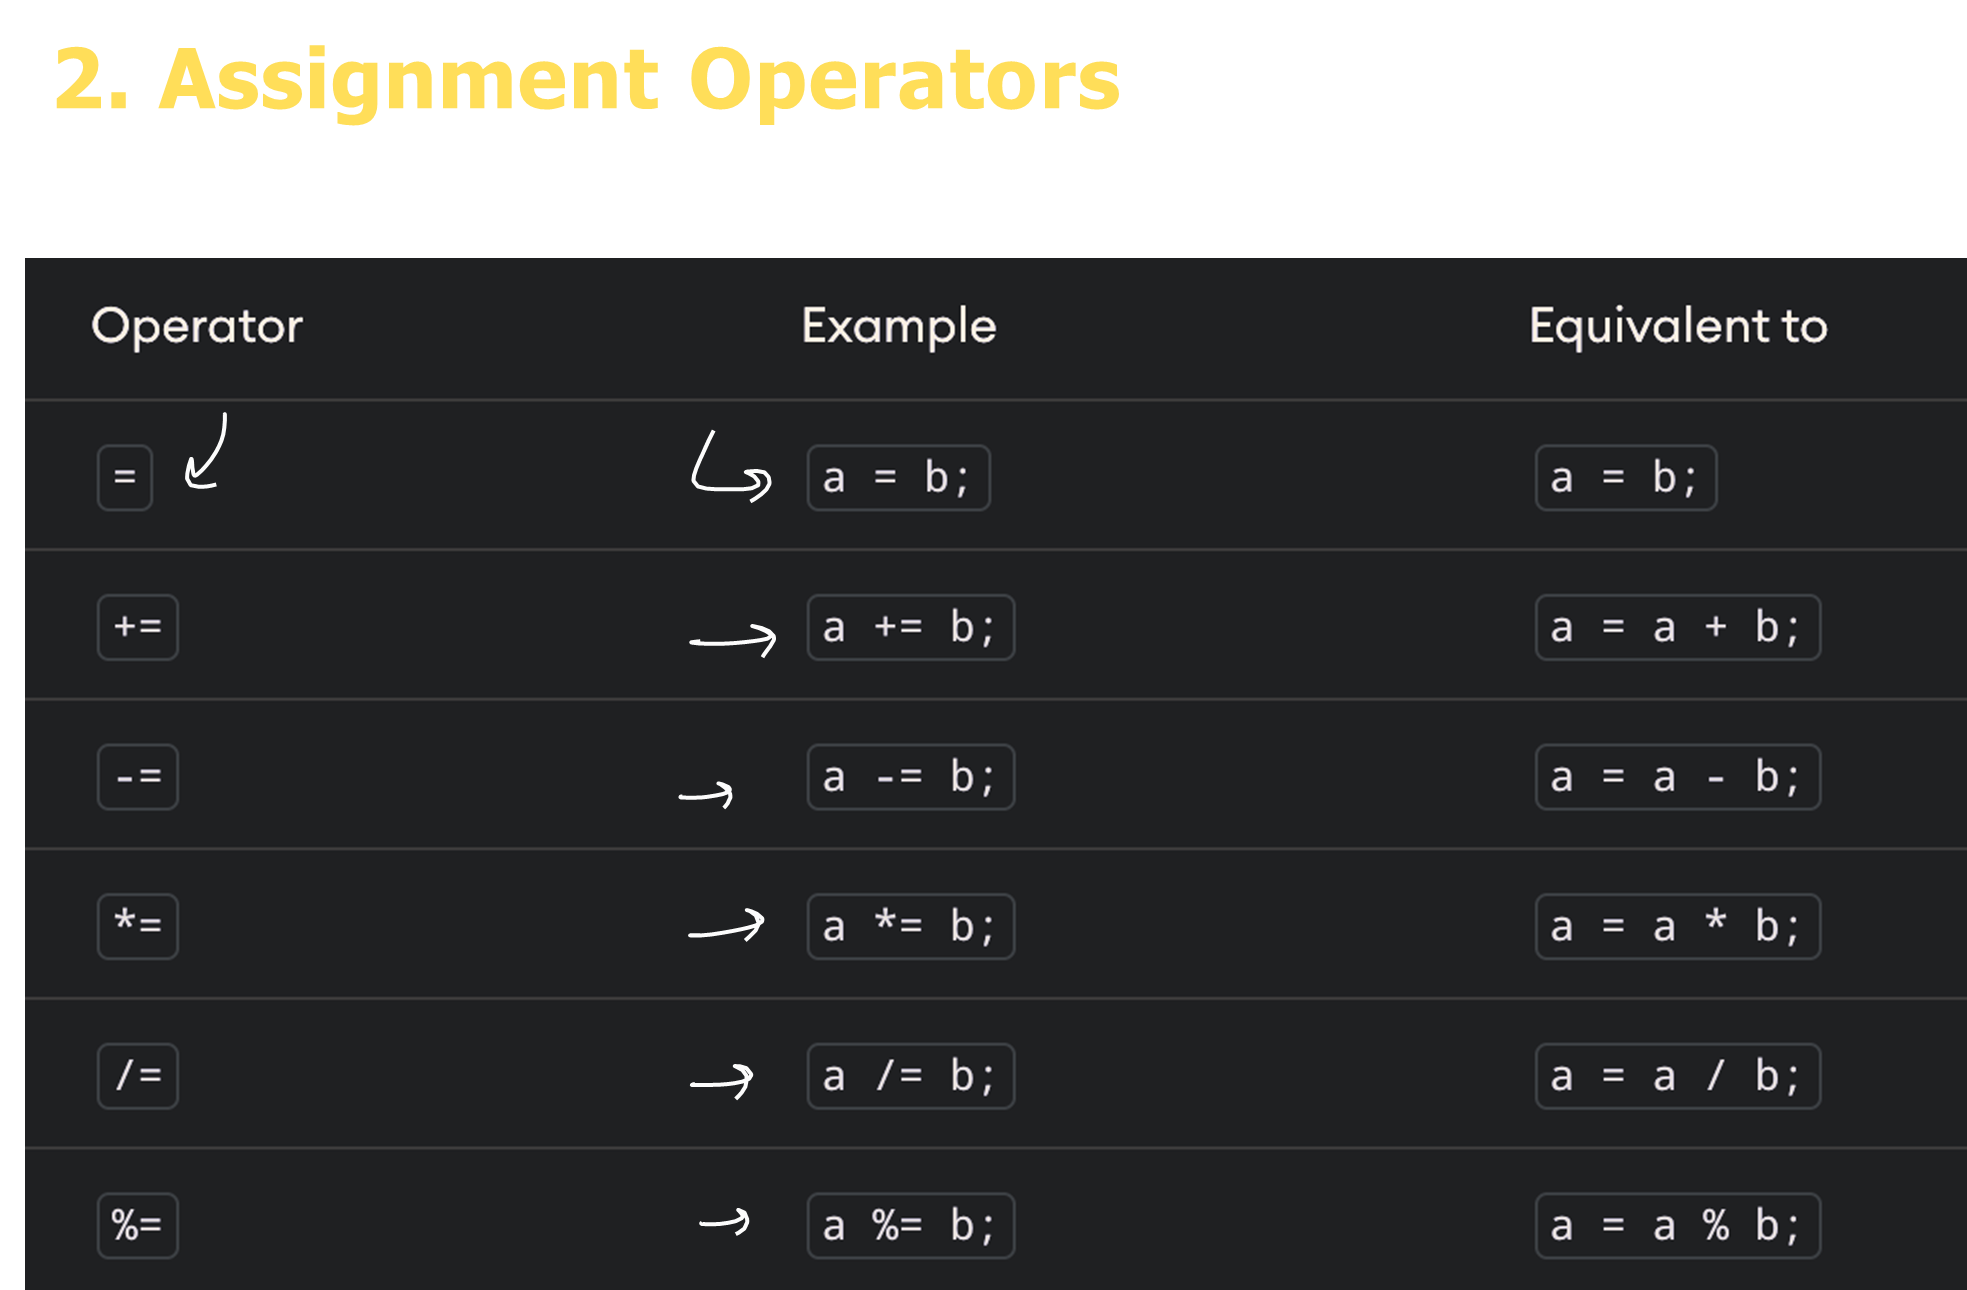 2. Assignment Operators
Operator Example Equivalent to
= a = b; a = b;
+= a += b; a = a + b;
-= a -= b; a = a - b;
*= a *= b; a = a * b;
/= a /= b; a = a / b;
%= a %= b; a = a % b;